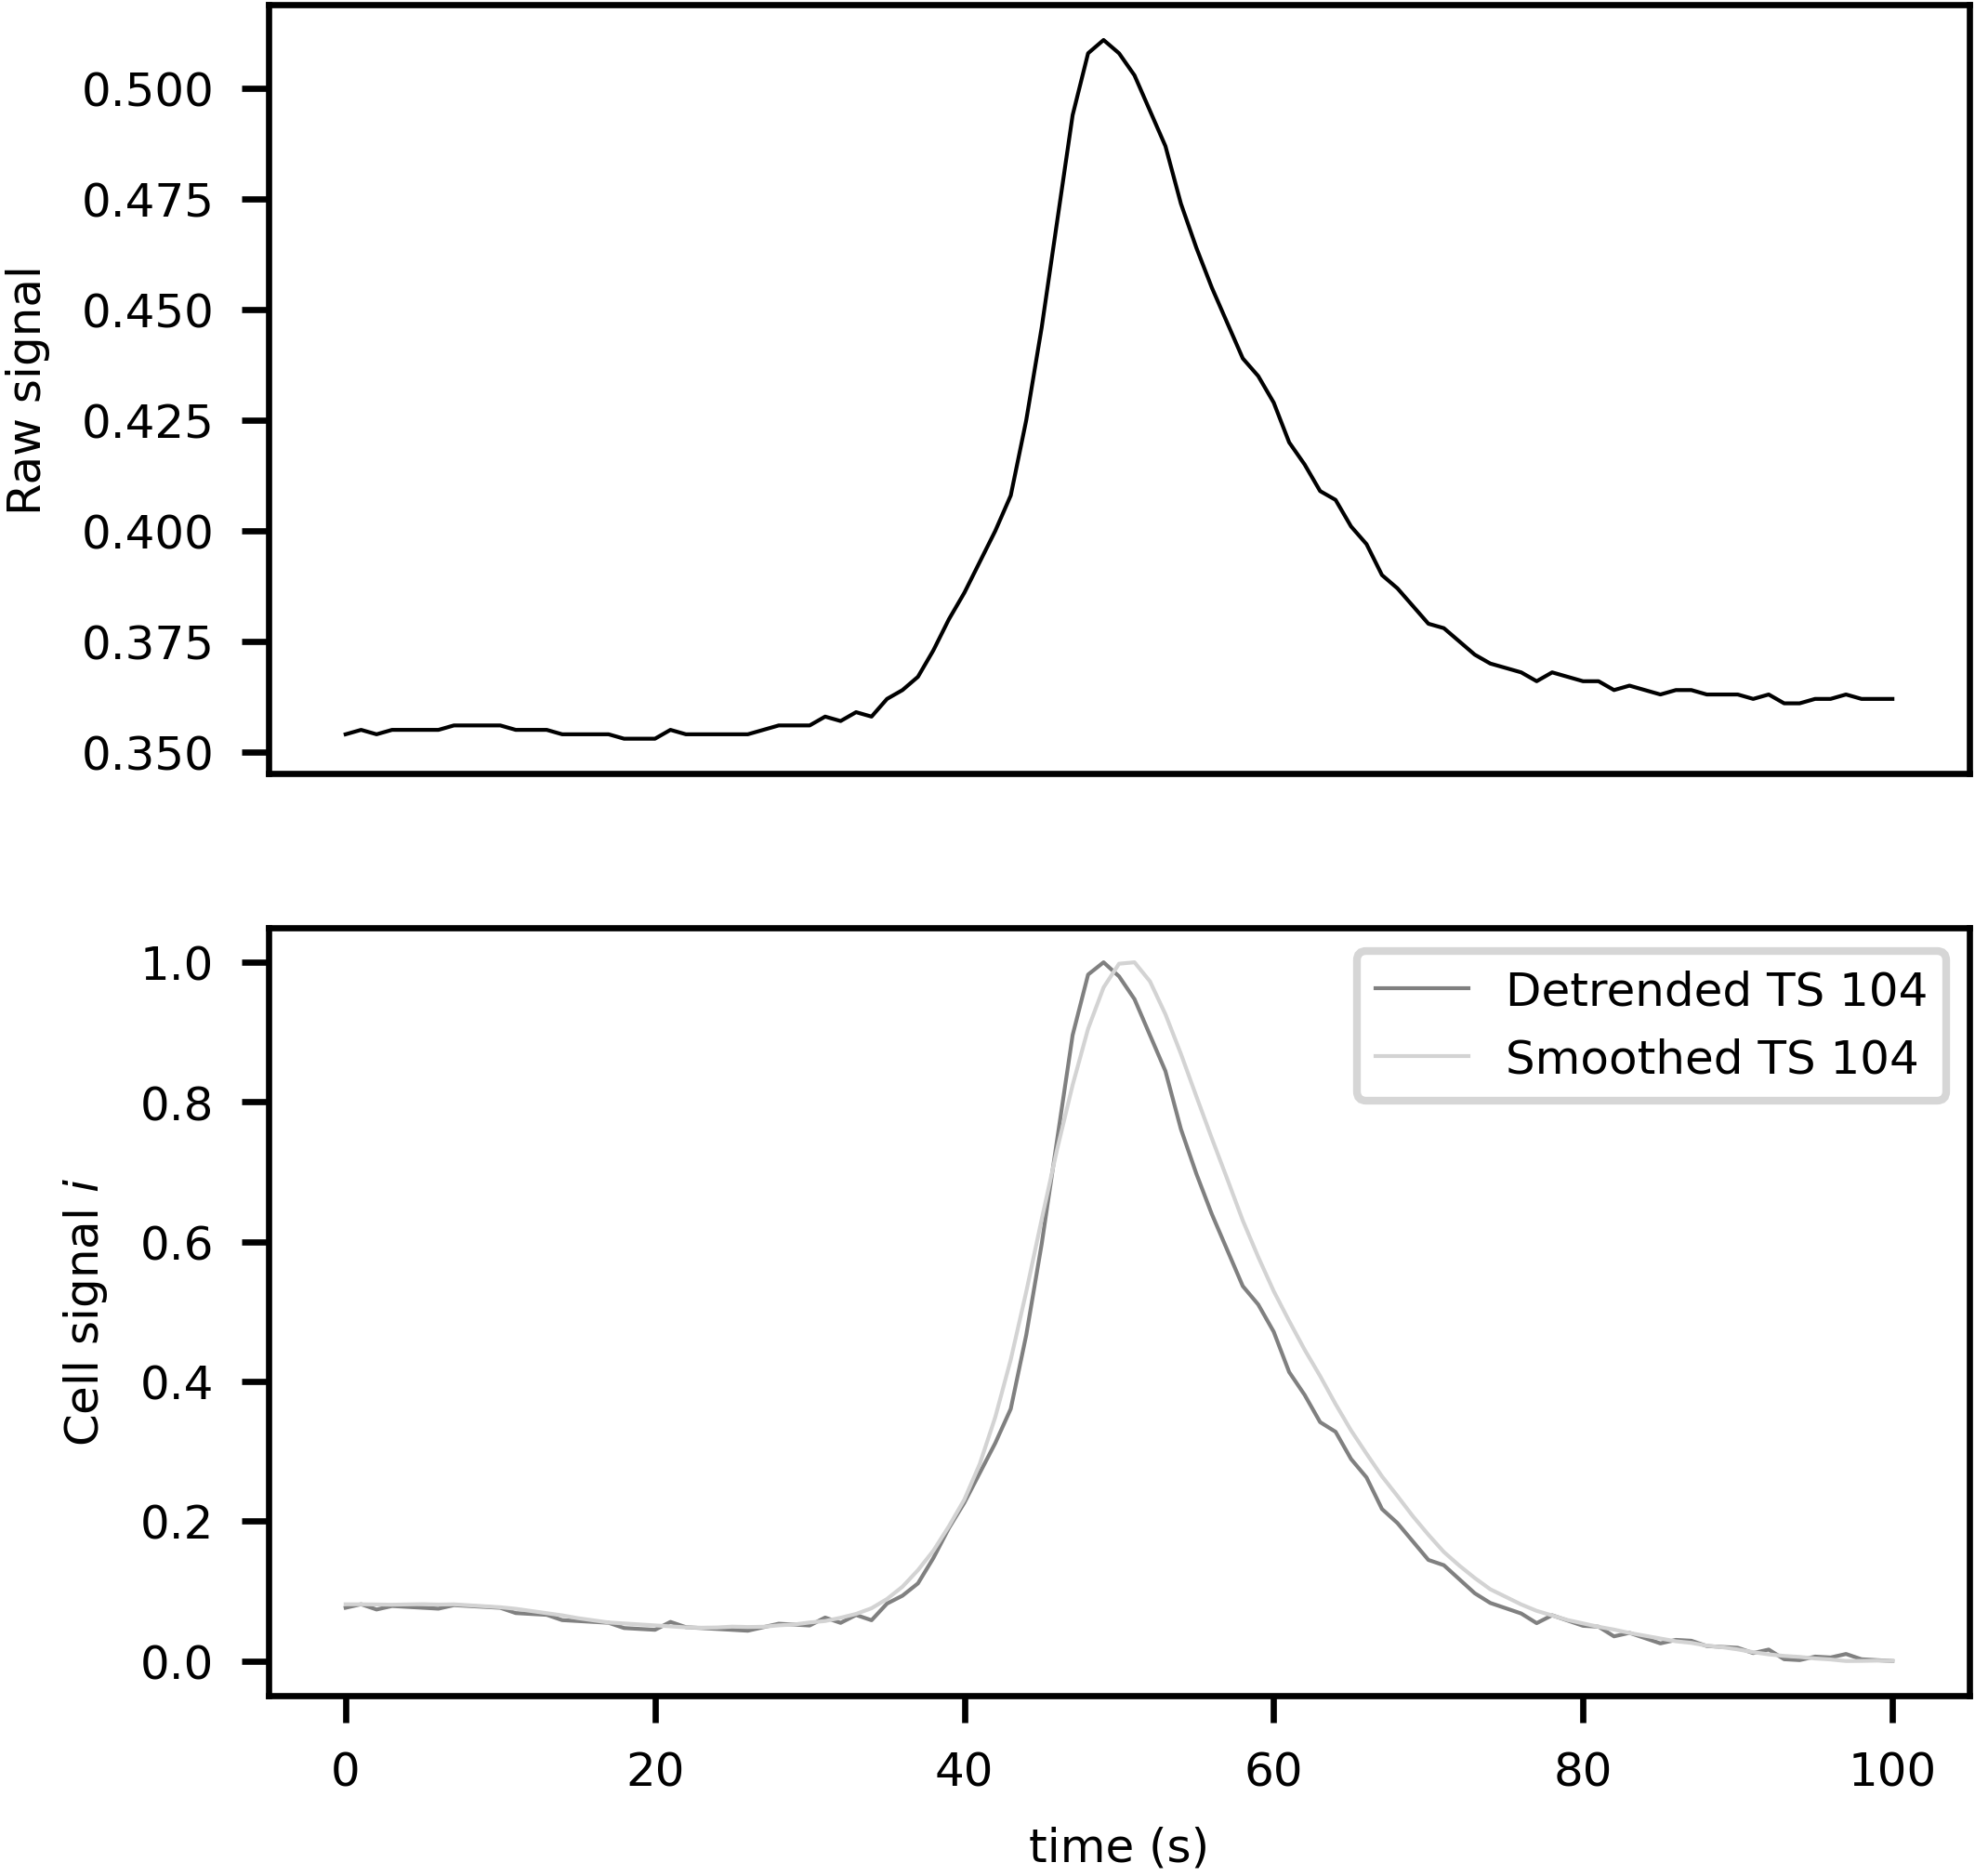 Raw signal
0.500
0.475
0.450
0.425
0.400
0.375
0.350
Cell signal i
1.0
0.8
0.6
0.4
0.2
0.0
Detrended TS 104
Smoothed TS 104
0 20 40 60 80 100
time (s)